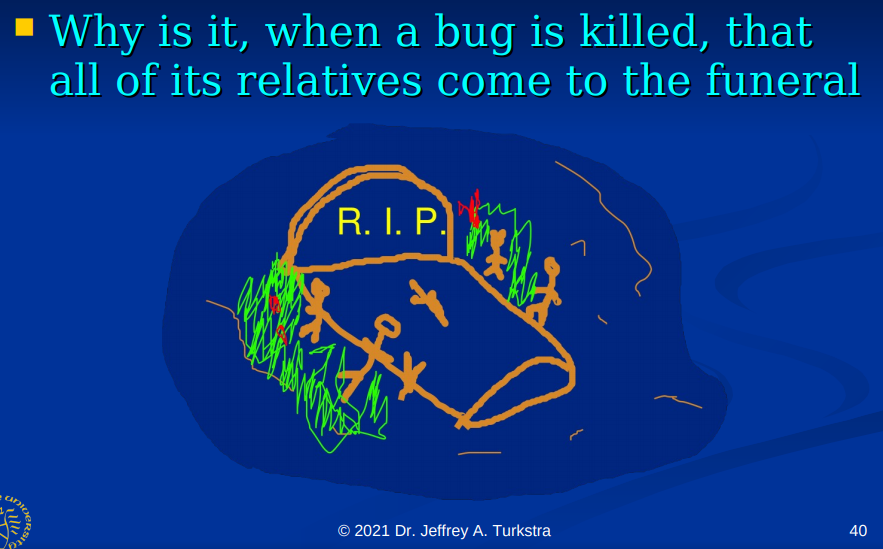 Why is it, when a bug is killed, that
all of its relatives come to the funeral
R. I. P.
© 2021 Dr. Jeffrey A. Turkstra
40